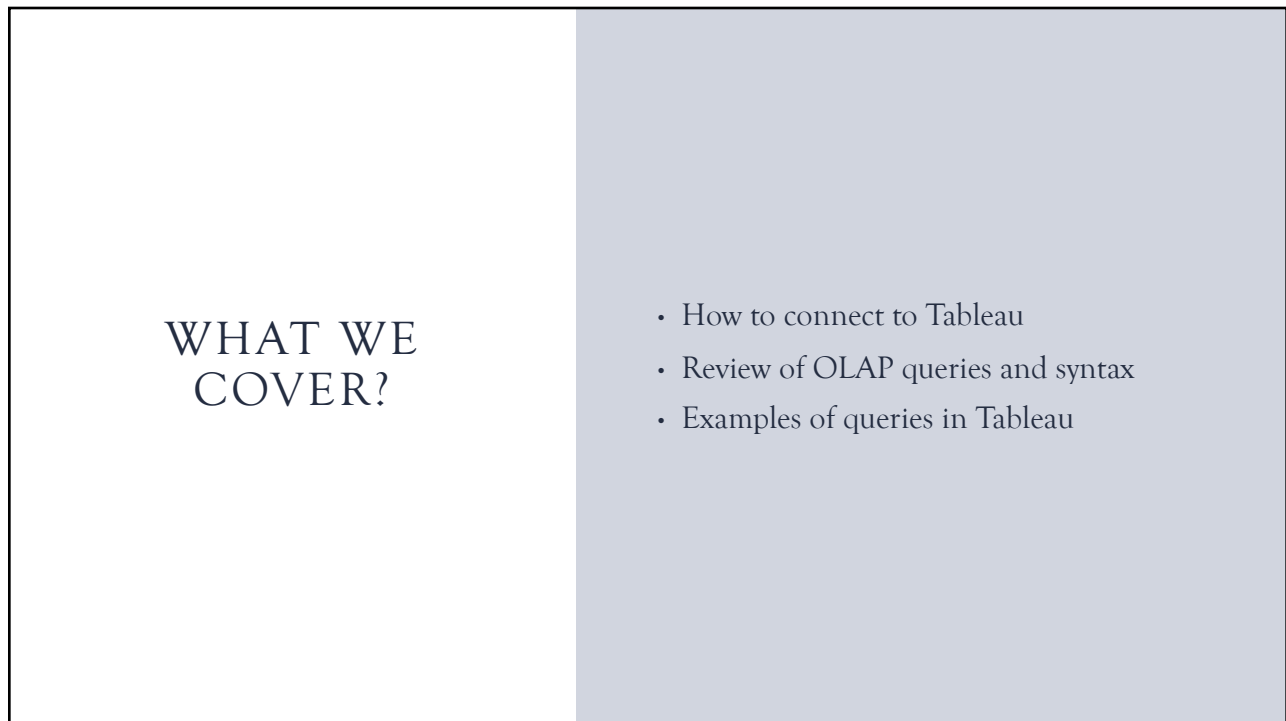 WHAT WE
COVER?
• How to connect to Tableau
• Review of OLAP queries and syntax
• Examples of queries in Tableau